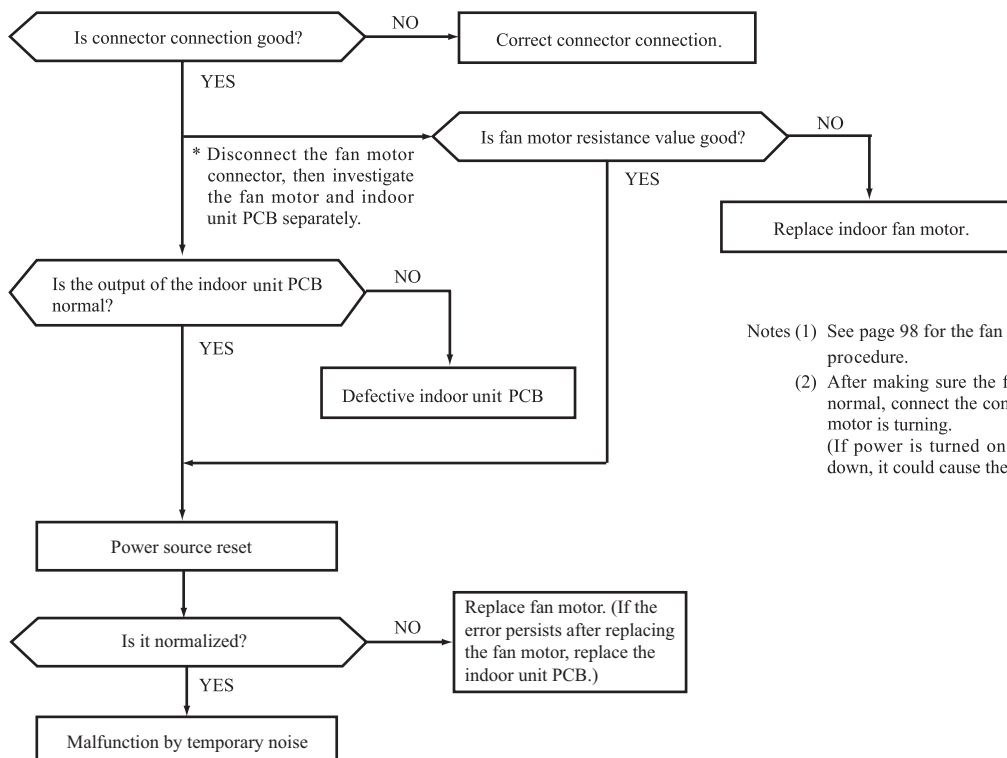 Is connector connection good?
NO
Correct connector connection.
YES
* Disconnect the fan motor
connector, then investigate
the fan motor and indoor
unit PCB separately.
Is fan motor resistance value good?
NO
YES
Replace indoor fan motor.
Is the output of the indoor unit PCB
normal?
NO
YES
Defective indoor unit PCB
Notes (1) See page 98 for the fan
procedure.
(2) After making sure the
normal, connect the
motor is turning.
(If power is turned on
down, it could cause the
Power source reset
Is it normalized?
NO
Replace fan motor. (If the
error persists after replacing
the fan motor, replace the
indoor unit PCB.)
YES
Malfunction by temporary noise